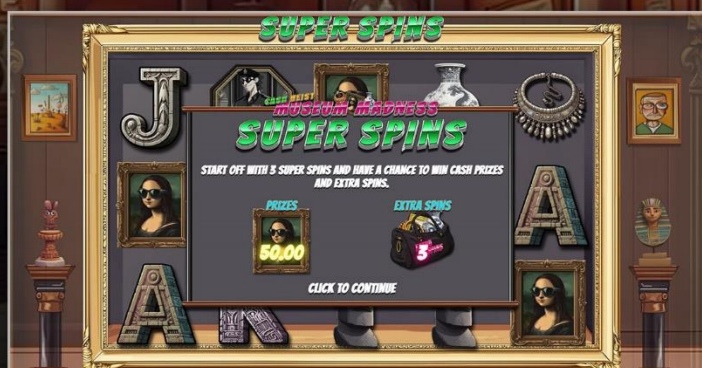 SUPER SPINS
J
CASH HEIST
MUSEUM MADNESS
SUPER SPINS
START OFF WITH 3 SUPER SPINS AND HAVE A CHANCE TO WIN CASH PRIZES
AND EXTRA SPINS.
PRIZES
EXTRA SPINS
50.00
3
CLICK TO CONTINUE
A
A
K